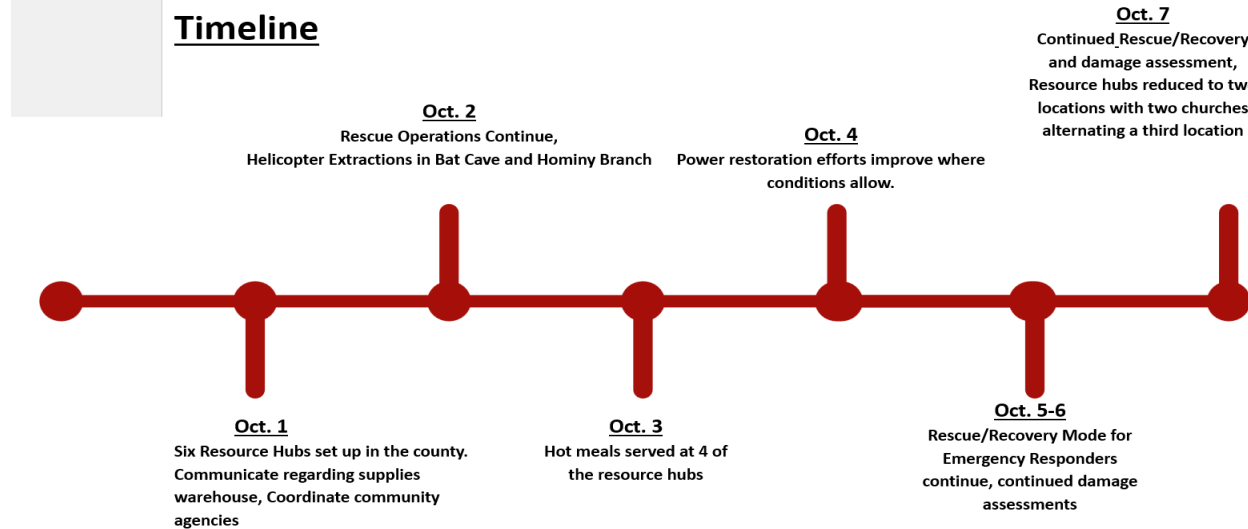 Timeline
Oct. 1
Six Resource Hubs set up in the county.
Communicate regarding supplies
warehouse, Coordinate community
agencies
Oct. 2
Rescue Operations Continue,
Helicopter Extractions in Bat Cave and Hominy Branch
Oct. 3
Hot meals served at 4 of
the resource hubs
Oct. 4
Power restoration efforts improve where
conditions allow.
Oct. 5-6
Rescue/Recovery Mode for
Emergency Responders
continue, continued damage
assessments
Oct. 7
Continued Rescue/Recovery
and damage assessment,
Resource hubs reduced to tw
locations with two churches
alternating a third location